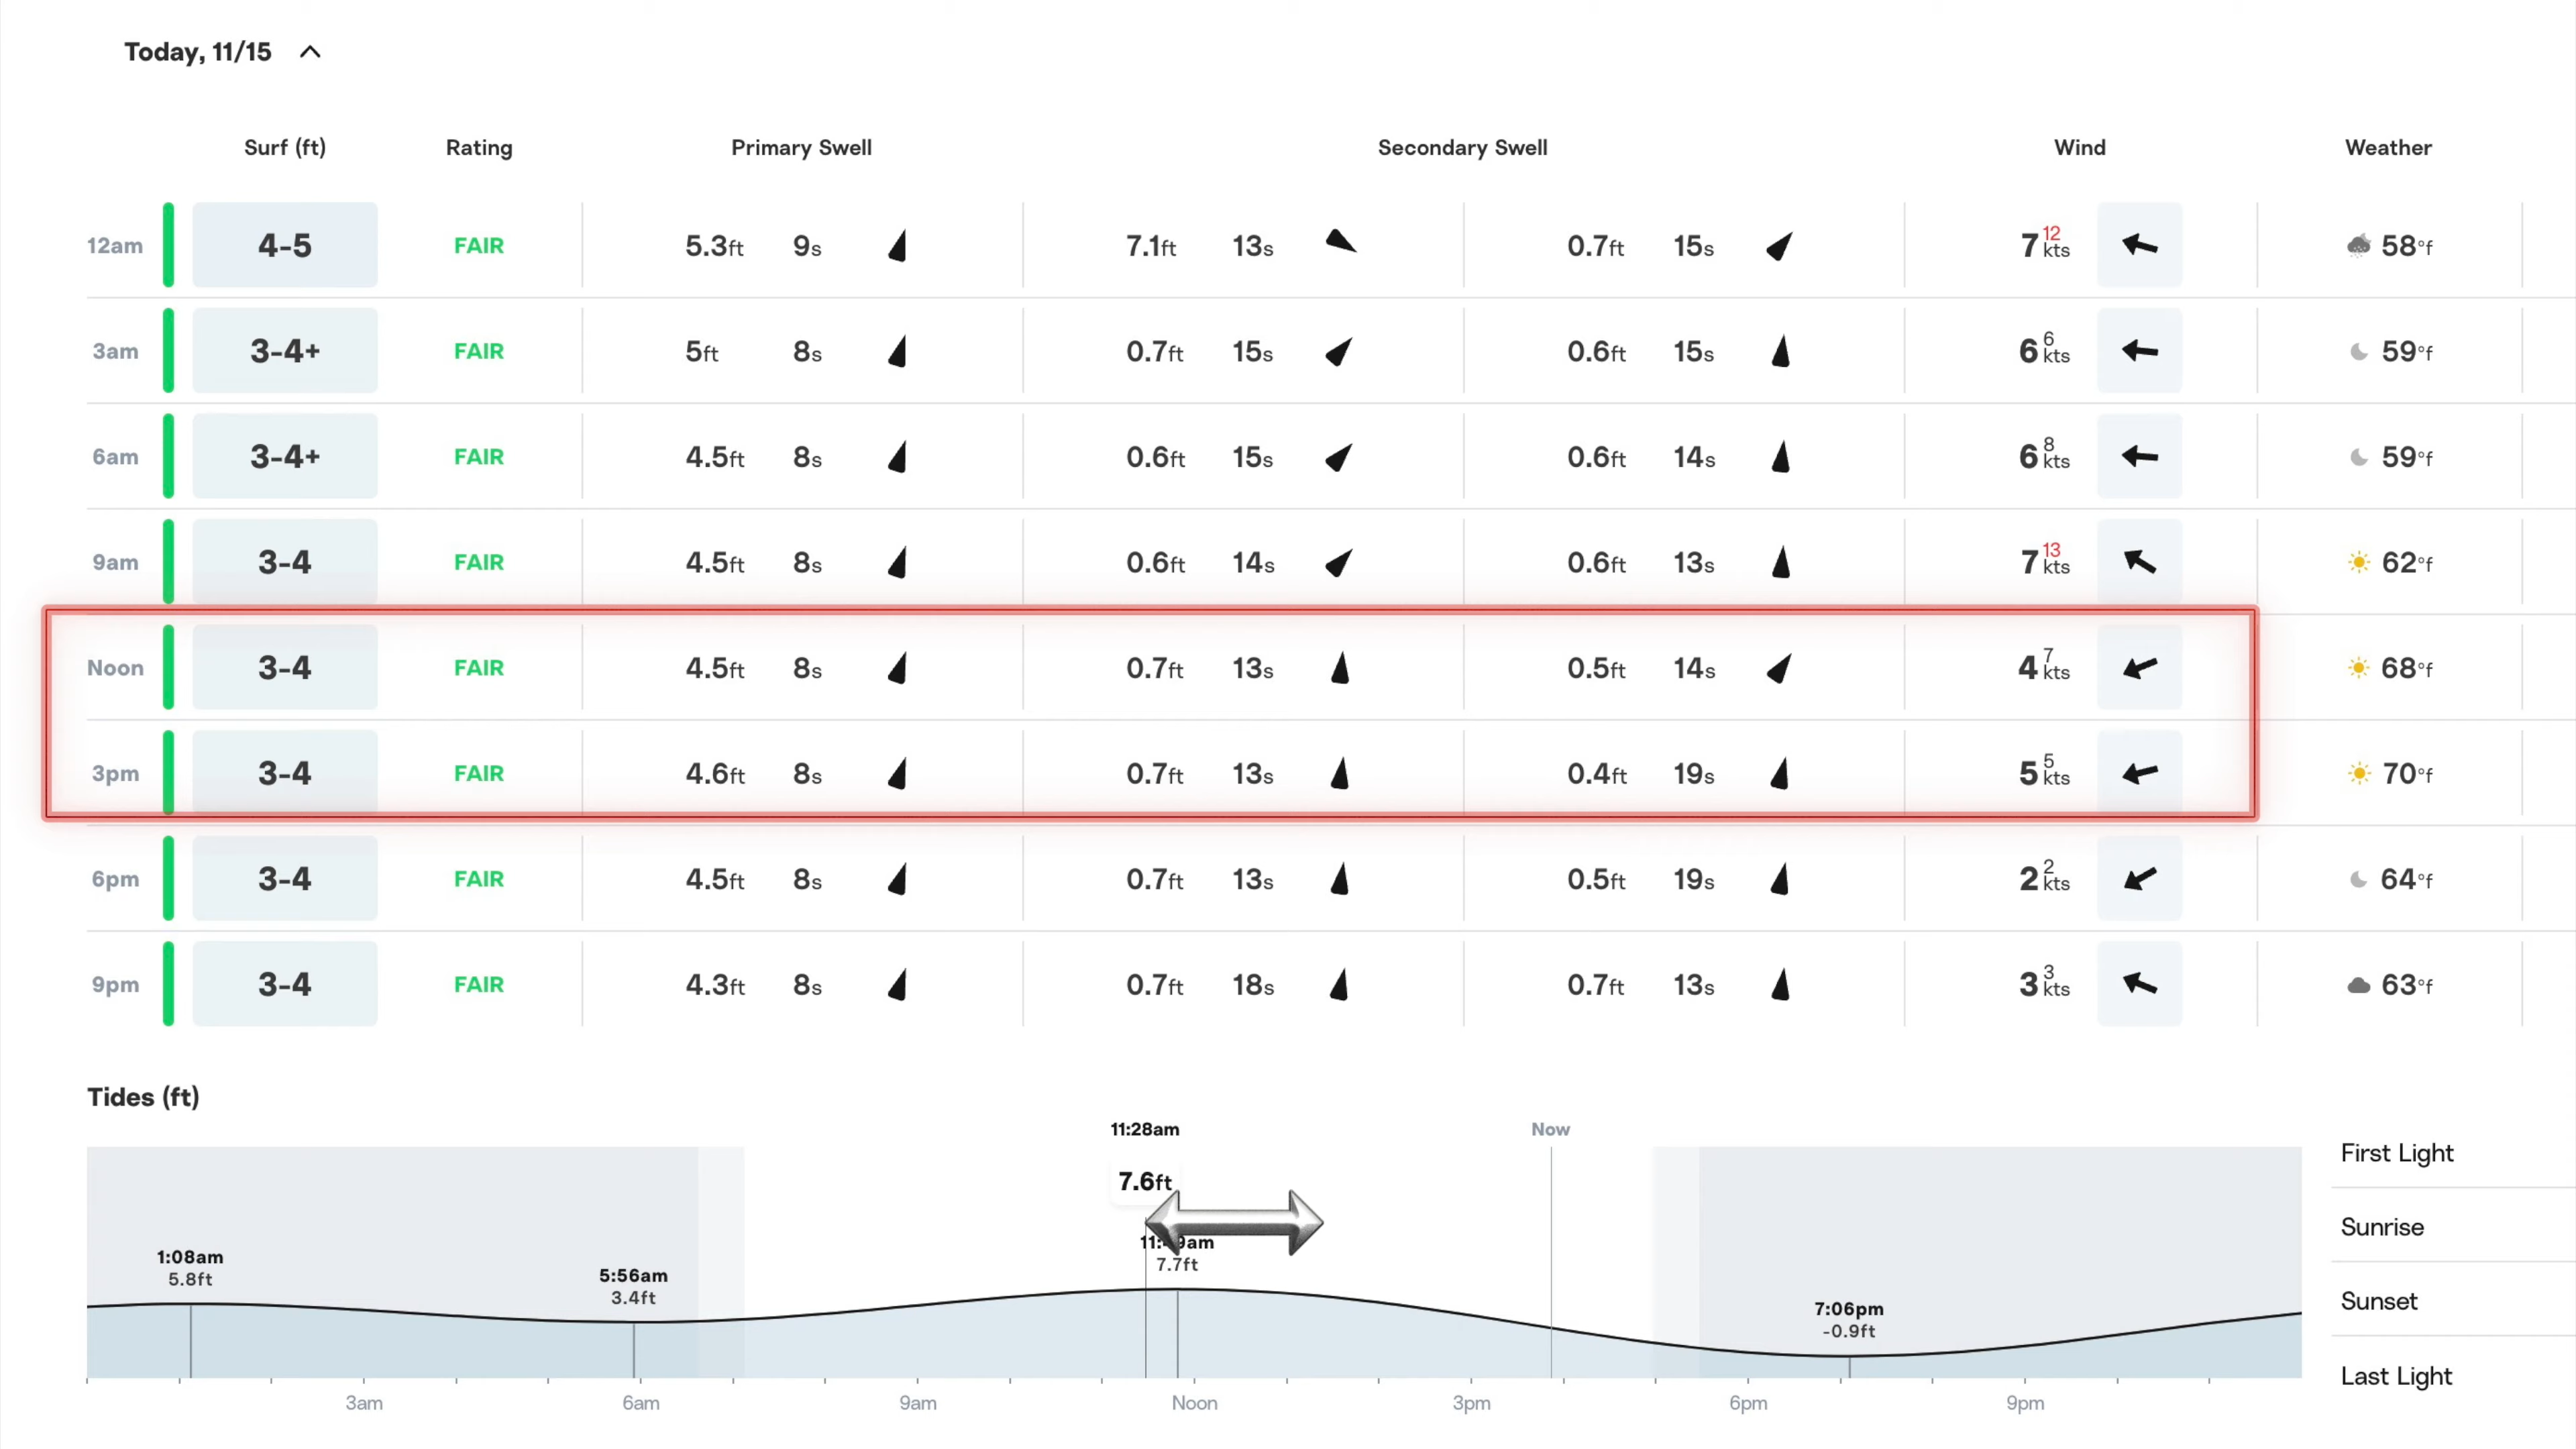 Today, 11/15
Surf (ft) Rating Primary Swell Secondary Swell Wind Weather
12am 4-5 FAIR 5.3ft 9s 7.1ft 13s 0.7ft 15s 7 12 kts 58°f
3am 3-4+ FAIR 5ft 8s 0.7ft 15s 0.6ft 15s 6 6 kts 59°f
6am 3-4+ FAIR 4.5ft 8s 0.6ft 15s 0.6ft 14s 6 8 kts 59°f
9am 3-4 FAIR 4.5ft 8s 0.6ft 14s 0.6ft 13s 7 13 kts 62°f
Noon 3-4 FAIR 4.5ft 8s 0.7ft 13s 0.5ft 14s 4 7 kts 68°f
3pm 3-4 FAIR 4.6ft 8s 0.7ft 13s 0.4ft 19s 5 5 kts 70°f
6pm 3-4 FAIR 4.5ft 8s 0.7ft 13s 0.5ft 19s 2 2 kts 64°f
9pm 3-4 FAIR 4.3ft 8s 0.7ft 18s 0.7ft 13s 3 3 kts 63°f
Tides (ft)
11:28am
7.6ft
Now
7.7ft
1:08am
5.8ft
5:56am
3.4ft
7:06pm
-0.9ft
3am 6am 9am Noon 3pm 6pm 9pm
First Light
Sunrise
Sunset
Last Light